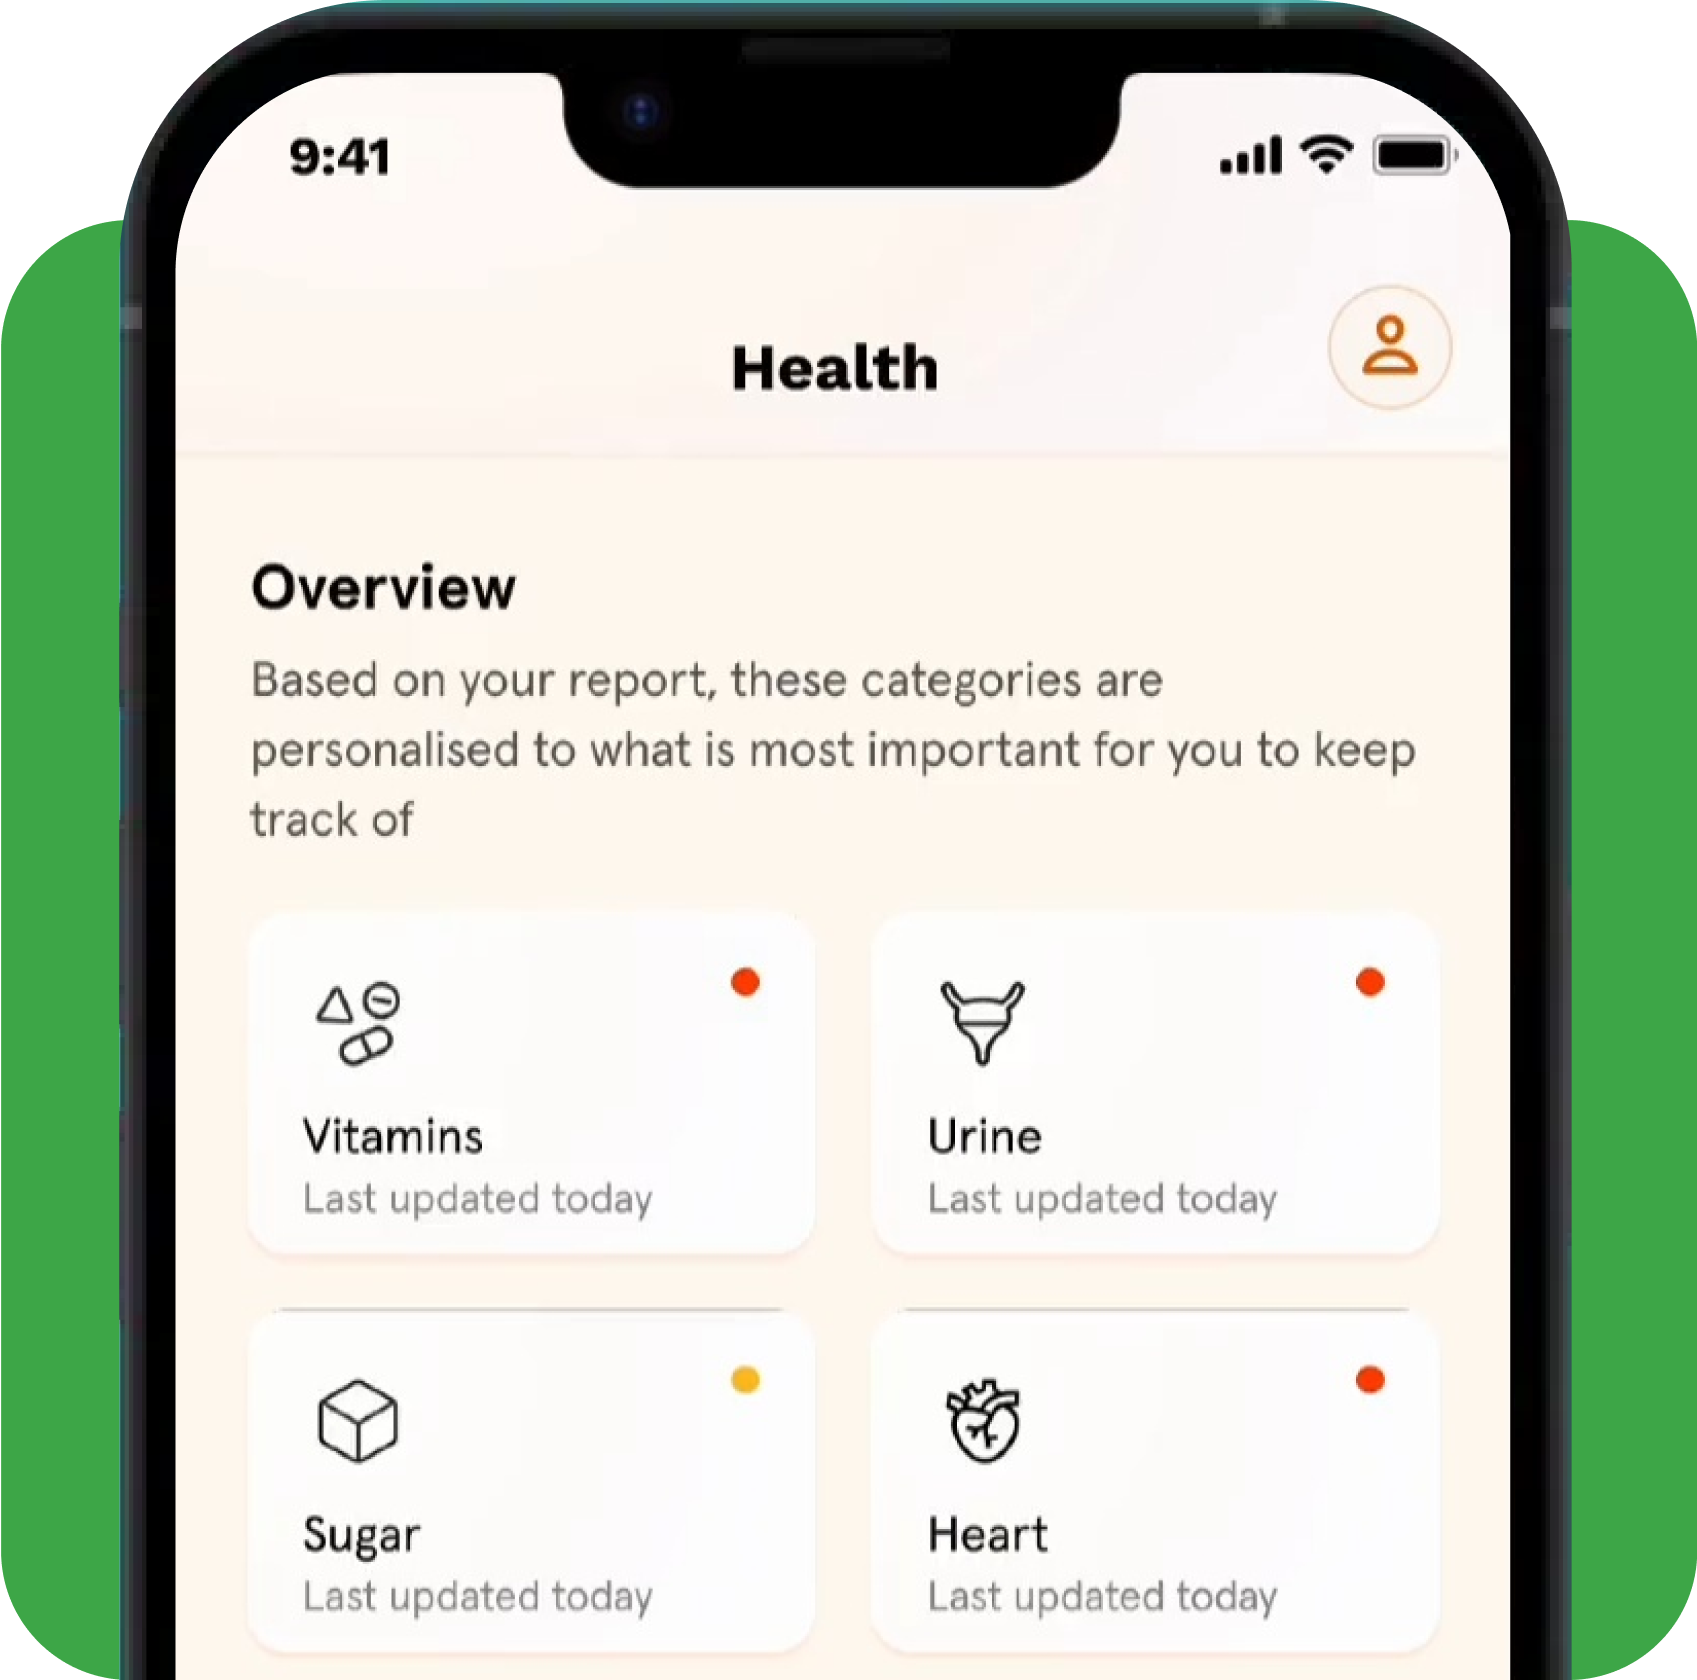 9:41
Health
Overview
Based on your report, these categories are
personalised to what is most important for you to keep
track of
Vitamins
Last updated today
Urine
Last updated today
Sugar
Last updated today
Heart
Last updated today